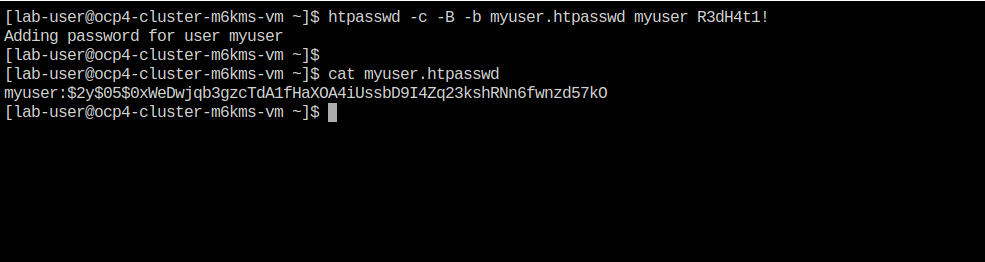 [lab-user@ocp4-cluster-m6kms-vm ~]$ htpasswd -c -B -b myuser.htpasswd myuser R3dH4t1!
Adding password for user myuser
[lab-user@ocp4-cluster-m6kms-vm ~]$
[lab-user@ocp4-cluster-m6kms-vm ~]$ cat myuser.htpasswd
myuser:$2y$05$0xWeDwjqb3gzcTdA1fHaXOA4iUssbD9I4Zq23kshRNn6fwnzd57kO
[lab-user@ocp4-cluster-m6kms-vm ~]$